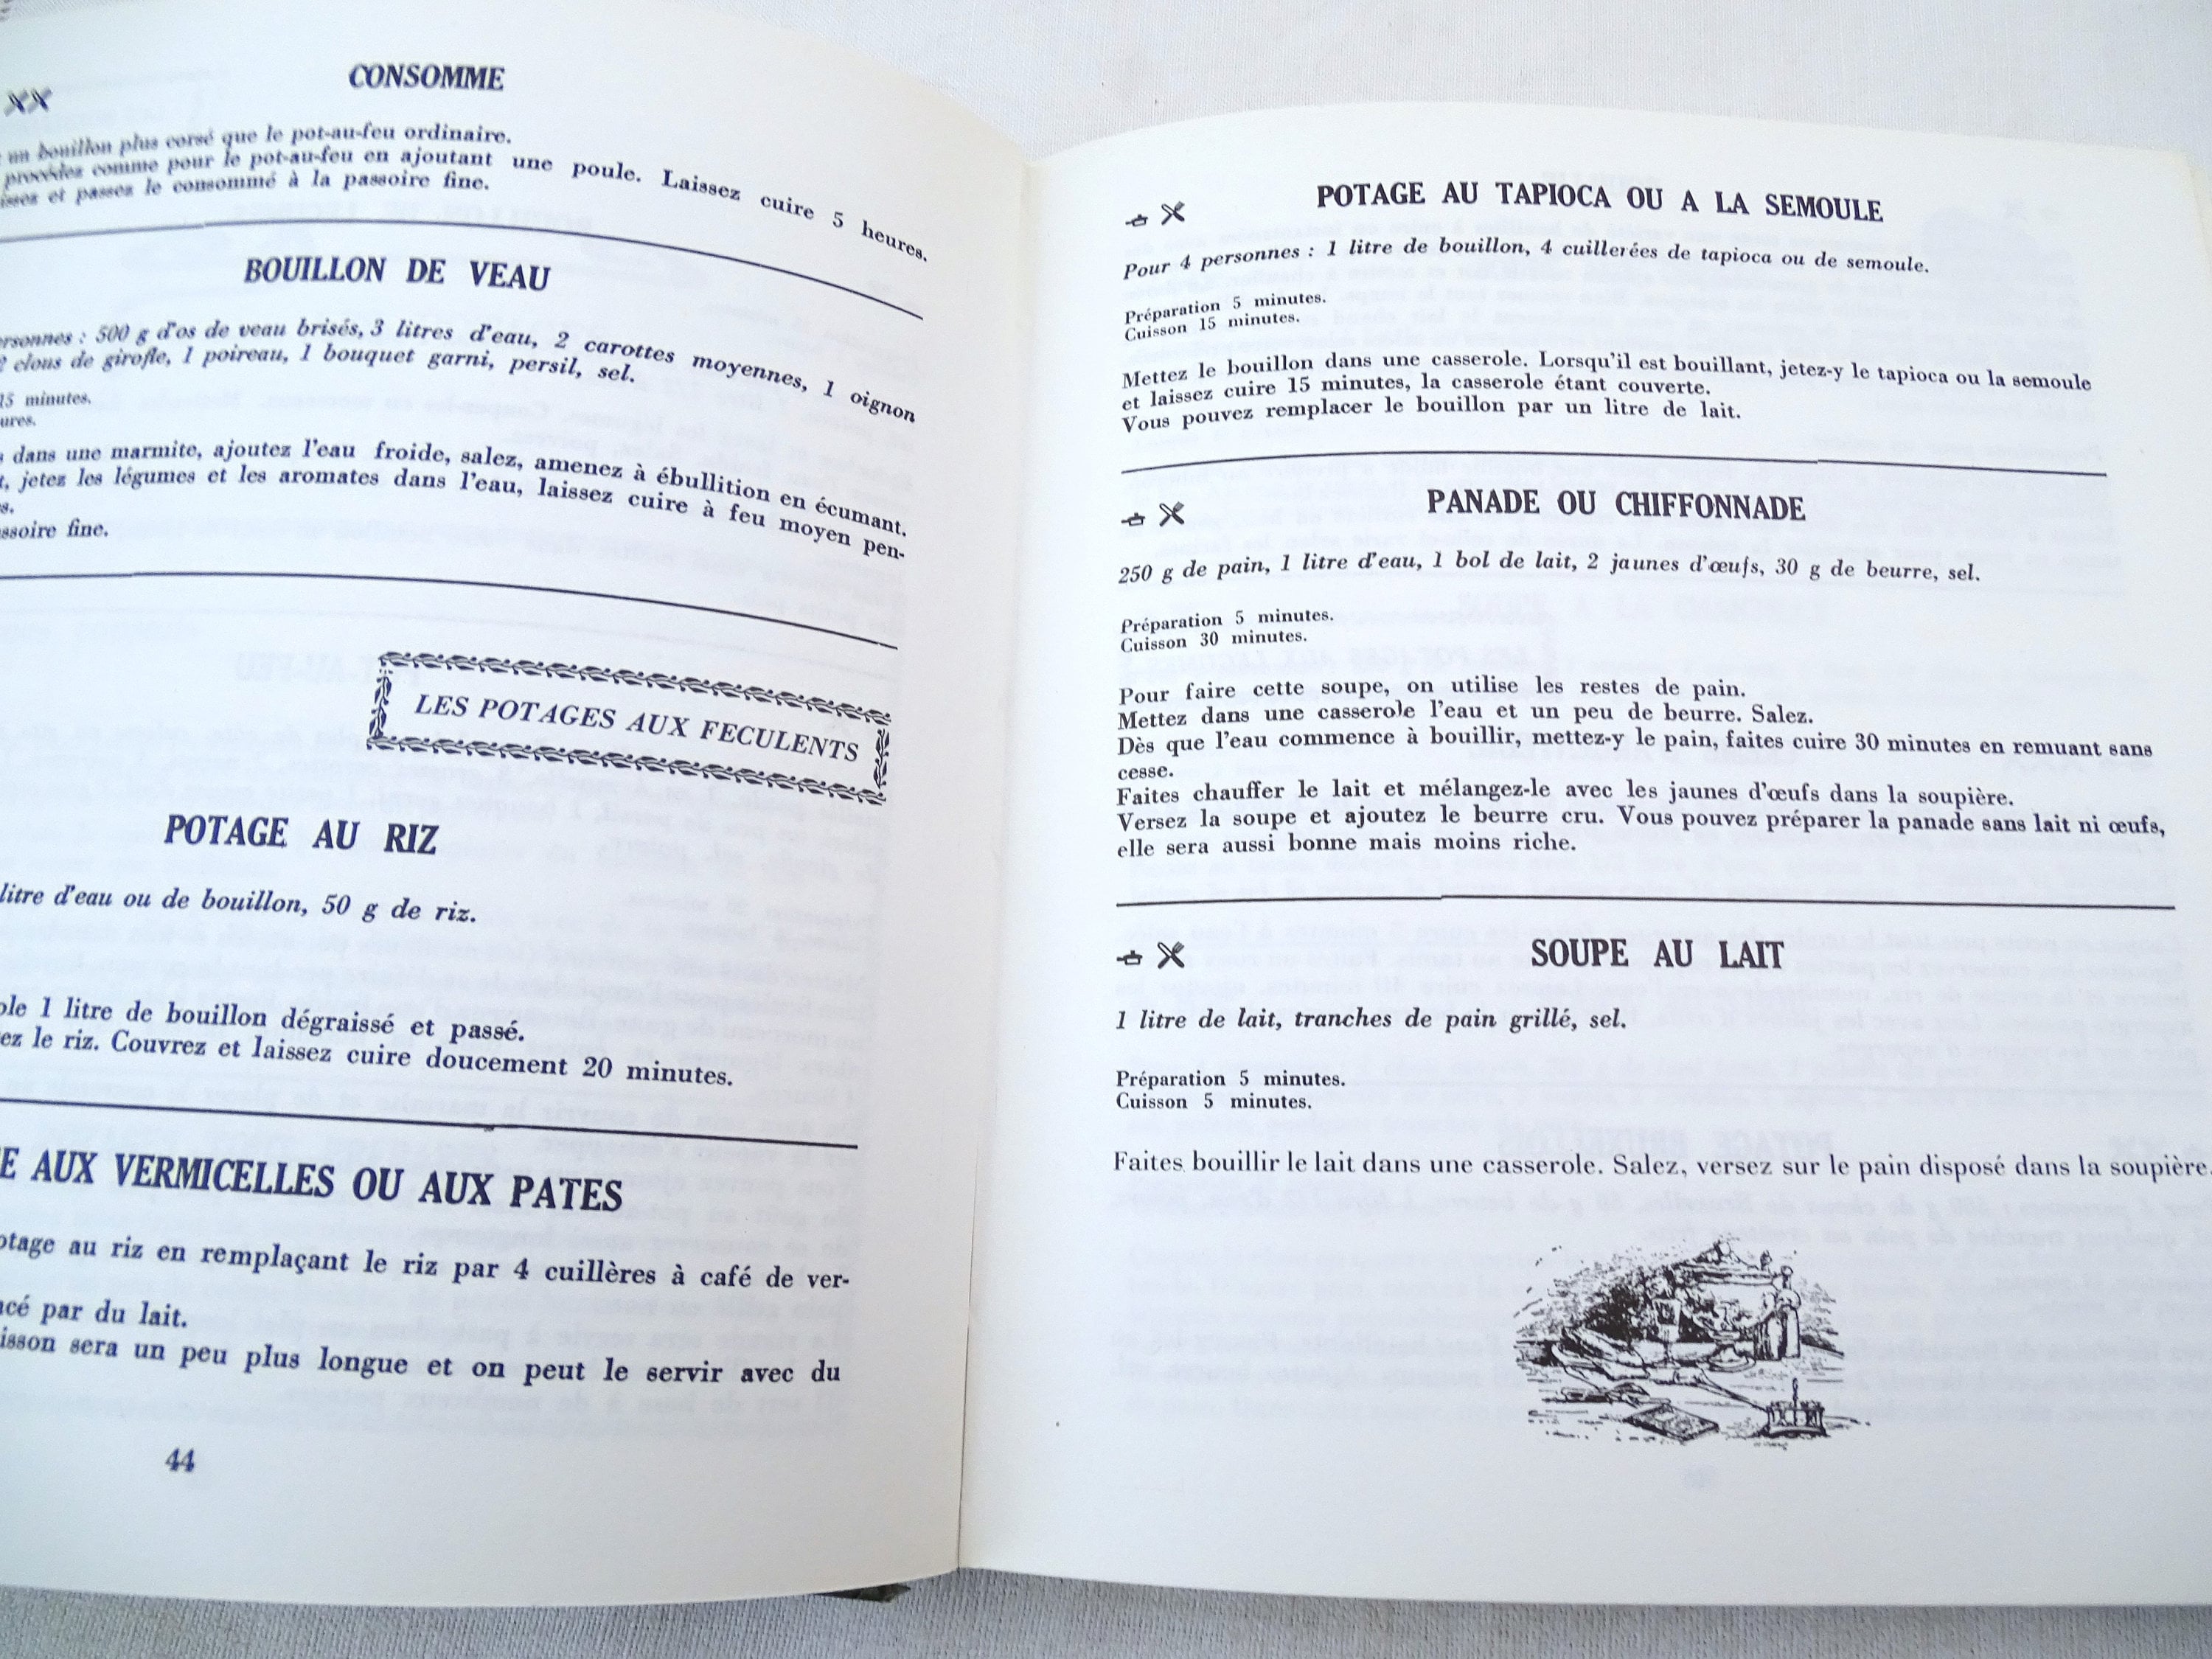 CONSOMME
un bouillon plus corsé que le pot-au-feu ordinaire.
procédez comme pour le pot-au-feu en ajoutant une poule. Laissez cuire 5 heures.
et passez le consommé à la passoire fine.
BOUILLON DE VEAU
: 500 g d'os de veau brisés, 3 litres d'eau, 2 carottes moyennes, 1 oignon
2 clous de girofle, 1 poireau, 1 bouquet garni, persil, sel.
15 minutes.
dans une marmite, ajoutez l'eau froide, salez, amenez à ébullition en écumant.
jetez les légumes et les aromates dans l'eau, laissez cuire à feu moyen pen-
fine.
LES POTAGES AUX FECULENTS
POTAGE AU RIZ
litre d'eau ou de bouillon, 50 g de riz.
1 litre de bouillon dégraissé et passé.
le riz. Couvrez et laissez cuire doucement 20 minutes.
E AUX VERMICELLES OU AUX PATES
otage au riz en remplaçant le riz par 4 cuillères à café de ver-
ncé par du lait.
isson sera un peu plus longue et on peut le servir avec du
44
POTAGE AU TAPIOCA OU A LA SEMOULE
Pour 4 personnes : 1 litre de bouillon, 4 cuillerées de tapioca ou de semoule.
Préparation 5 minutes.
Cuisson 15 minutes.
Mettez le bouillon dans une casserole. Lorsqu'il est bouillant, jetez-y le tapioca ou la semoule
et laissez cuire 15 minutes, la casserole étant couverte.
Vous pouvez remplacer le bouillon par un litre de lait.
PANADE OU CHIFFONNADE
250 g de pain, 1 litre d'eau, 1 bol de lait, 2 jaunes d'œufs, 30 g de beurre, sel.
Préparation 5 minutes.
Cuisson 30 minutes.
Pour faire cette soupe, on utilise les restes de pain.
Mettez dans une casserole l'eau et un peu de beurre. Salez.
Dès que l'eau commence à bouillir, mettez-y le pain, faites cuire 30 minutes en remuant sans
cesse.
Faites chauffer le lait et mélangez-le avec les jaunes d'œufs dans la soupière.
Versez la soupe et ajoutez le beurre cru. Vous pouvez préparer la panade sans lait ni œufs,
elle sera aussi bonne mais moins riche.
SOUPE AU LAIT
1 litre de lait, tranches de pain grillé, sel.
Préparation 5 minutes.
Cuisson 5 minutes.
Faites bouillir le lait dans une casserole. Salez, versez sur le pain disposé dans la soupière.